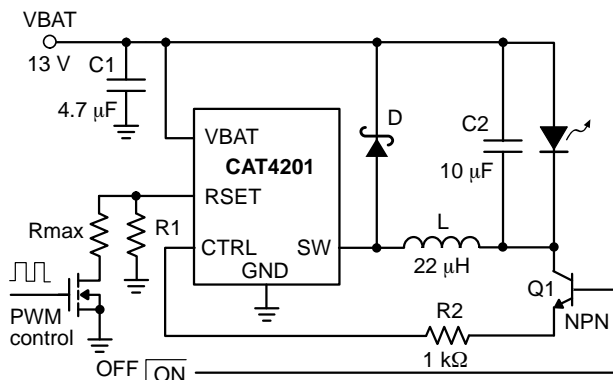 VBAT
13 V
C1
4.7 μF
VBAT
CAT4201
RSET
CTRL
SW
GND
D
C2
10 μF
L
22 μH
Rmax
R1
PWM
control
Q1
NPN
R2
1 kΩ
OFF ON